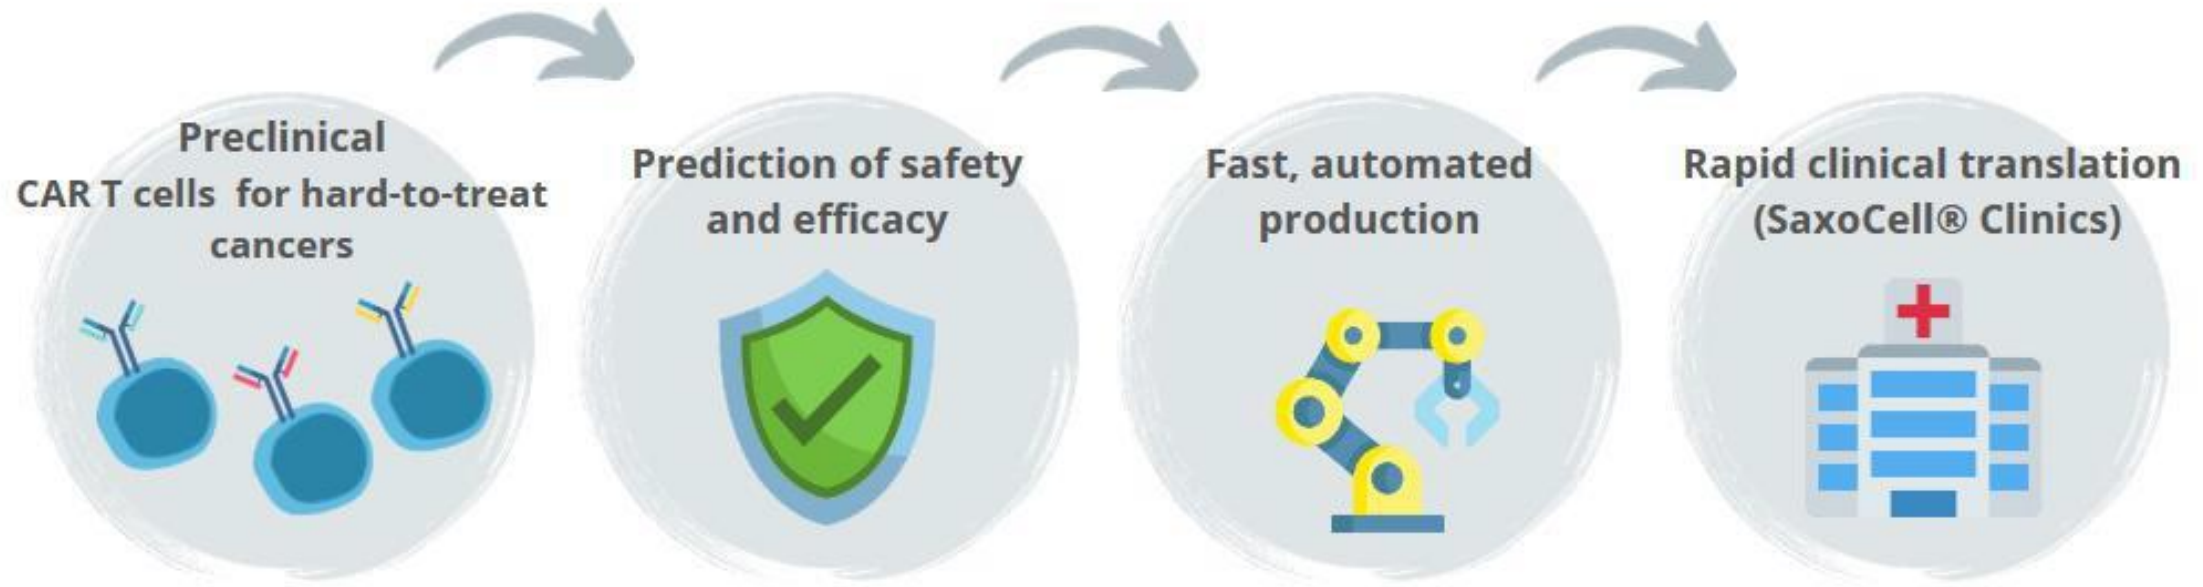 Preclinical
CAR T cells for hard-to-treat
cancers
Prediction of safety
and efficacy
Fast, automated
production
Rapid clinical translation
(SaxoCell® Clinics)